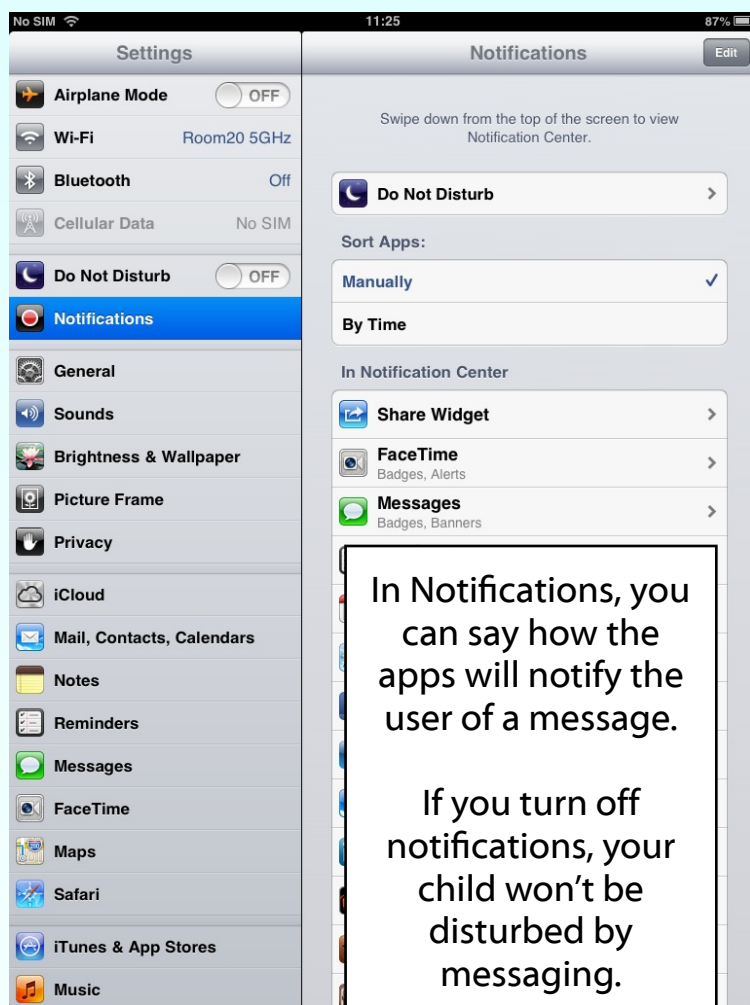 No SIM 11:25 87%
Settings
Airplane Mode OFF
Wi-Fi Room20 5GHz
Bluetooth Off
Cellular Data No SIM
Do Not Disturb OFF
Notifications
General
Sounds
Brightness & Wallpaper
Picture Frame
Privacy
iCloud
Mail, Contacts, Calendars
Notes
Reminders
Messages
FaceTime
Maps
Safari
iTunes & App Stores
Music
Notifications Edit
Swipe down from the top of the screen to view
Notification Center.
Do Not Disturb
Sort Apps:
Manually
By Time
In Notification Center
Share Widget
FaceTime
Badges, Alerts
Messages
Badges, Banners
In Notifications, you
can say how the
apps will notify the
user of a message.
If you turn off
notifications, your
child won’t be
disturbed by
messaging.